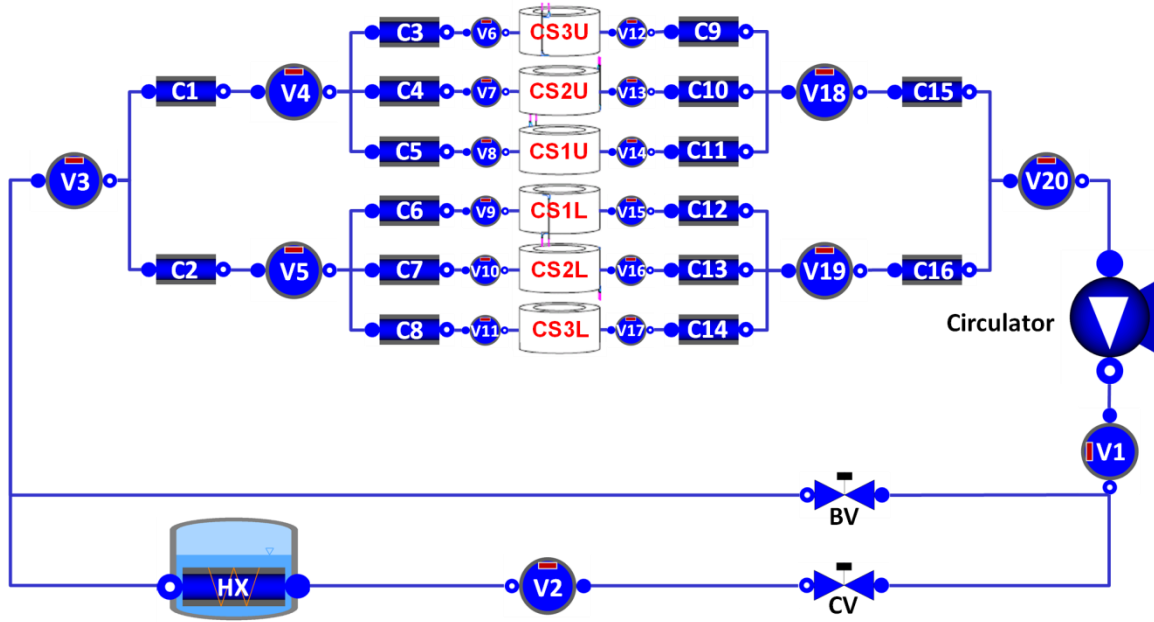 C3 V6 CS3U V12 C9
C1 V4 C4 V7 CS2U V13 C10 V18 C15
C5 V8 CS1U V14 C11
V3 V20
C6 V9 CS1L V15 C12
C2 V5 C7 V10 CS2L V16 C13 V19 C16
C8 V11 CS3L V17 C14
Circulator
V1
BV
HX V2
CV